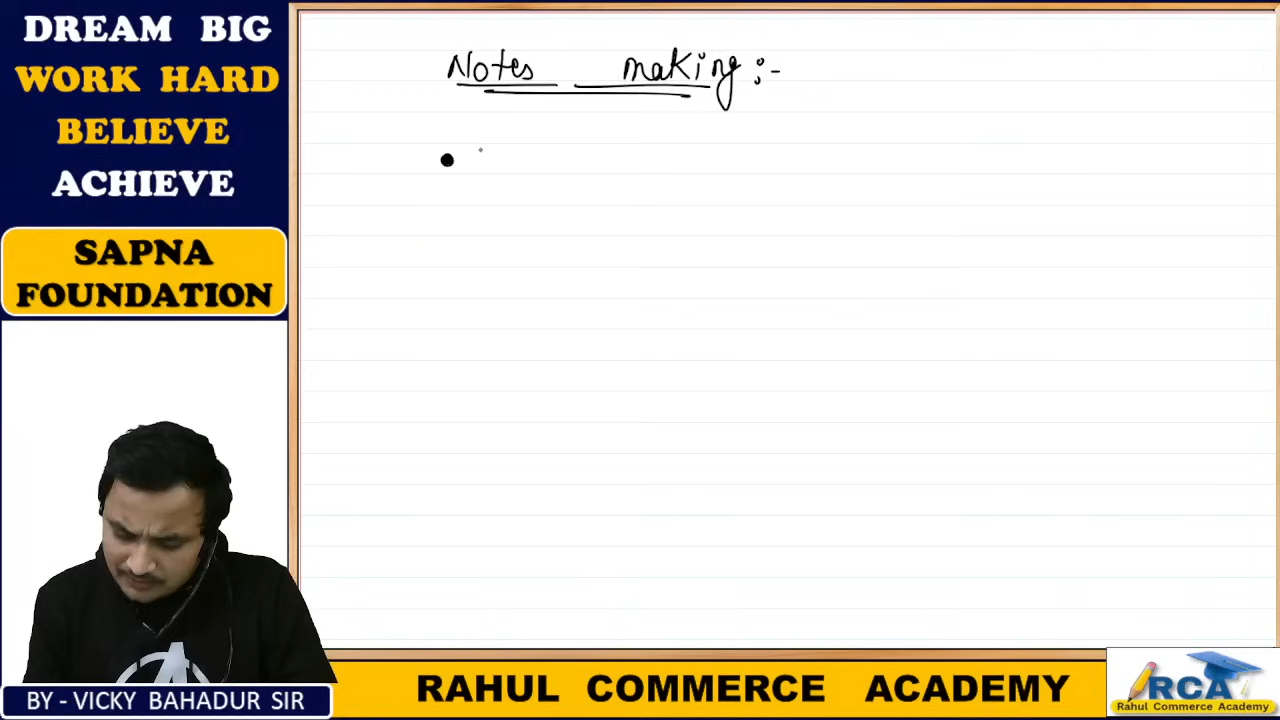 DREAM BIG
WORK HARD
BELIEVE
ACHIEVE
SAPNA
FOUNDATION
Notes making :-
•
BY - VICKY BAHADUR SIR
RAHUL COMMERCE ACADEMY
RCA
Rahul Commerce Academy